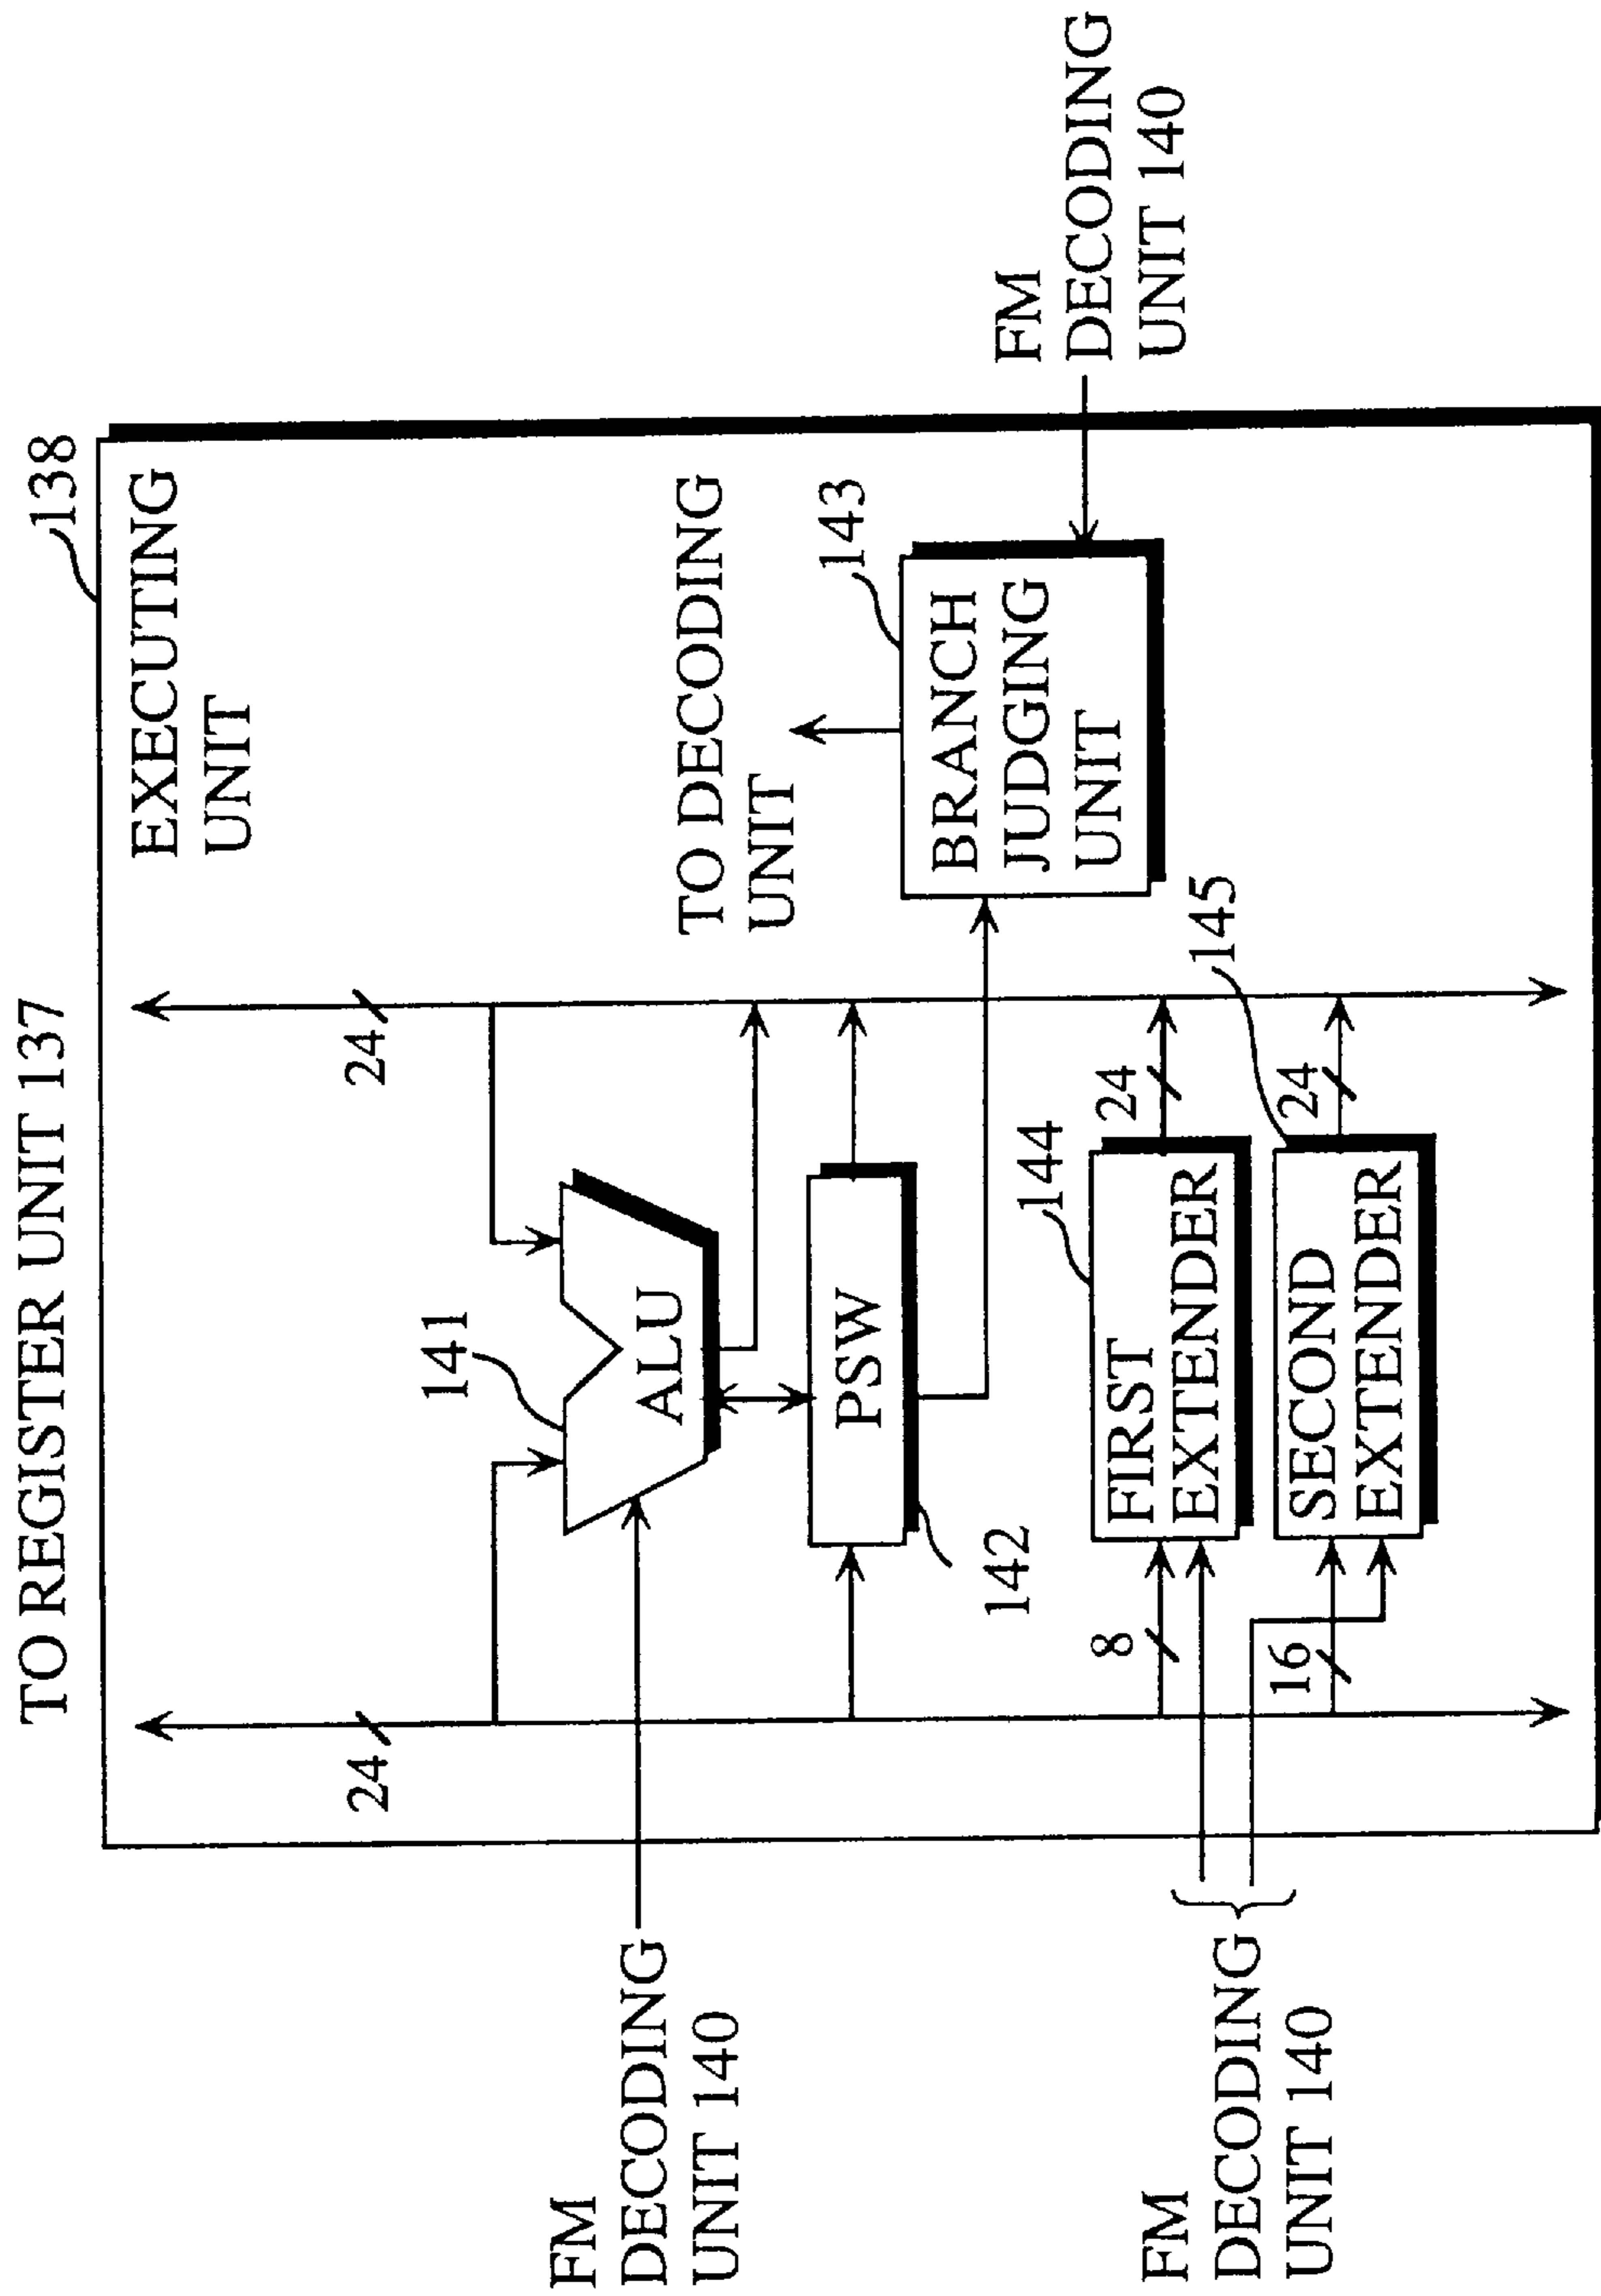 TO REGISTER UNIT 137
138
EXECUTING
UNIT
24
24
141
ALU
TO DECODING
UNIT
143
BRANCH
JUDGING
UNIT
FM
DECODING
UNIT 140
FM
DECODING
UNIT 140
PSW
142
144
145
8
FIRST
EXTENDER
24
16
SECOND
EXTENDER
24
FM
DECODING
UNIT 140